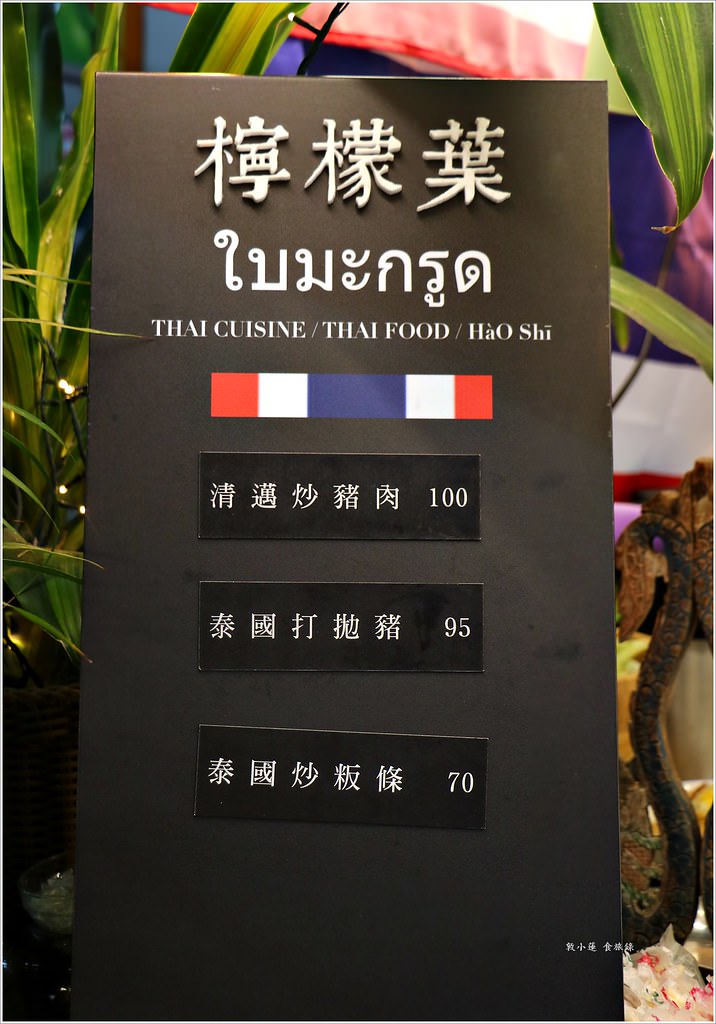 檸檬葉
ใบมะกรูด
THAI CUISINE / THAI FOOD / HàO Shī
清邁炒豬肉 100
泰國打拋豬 95
泰國炒粄條 70
敦小蓮 食旅錄